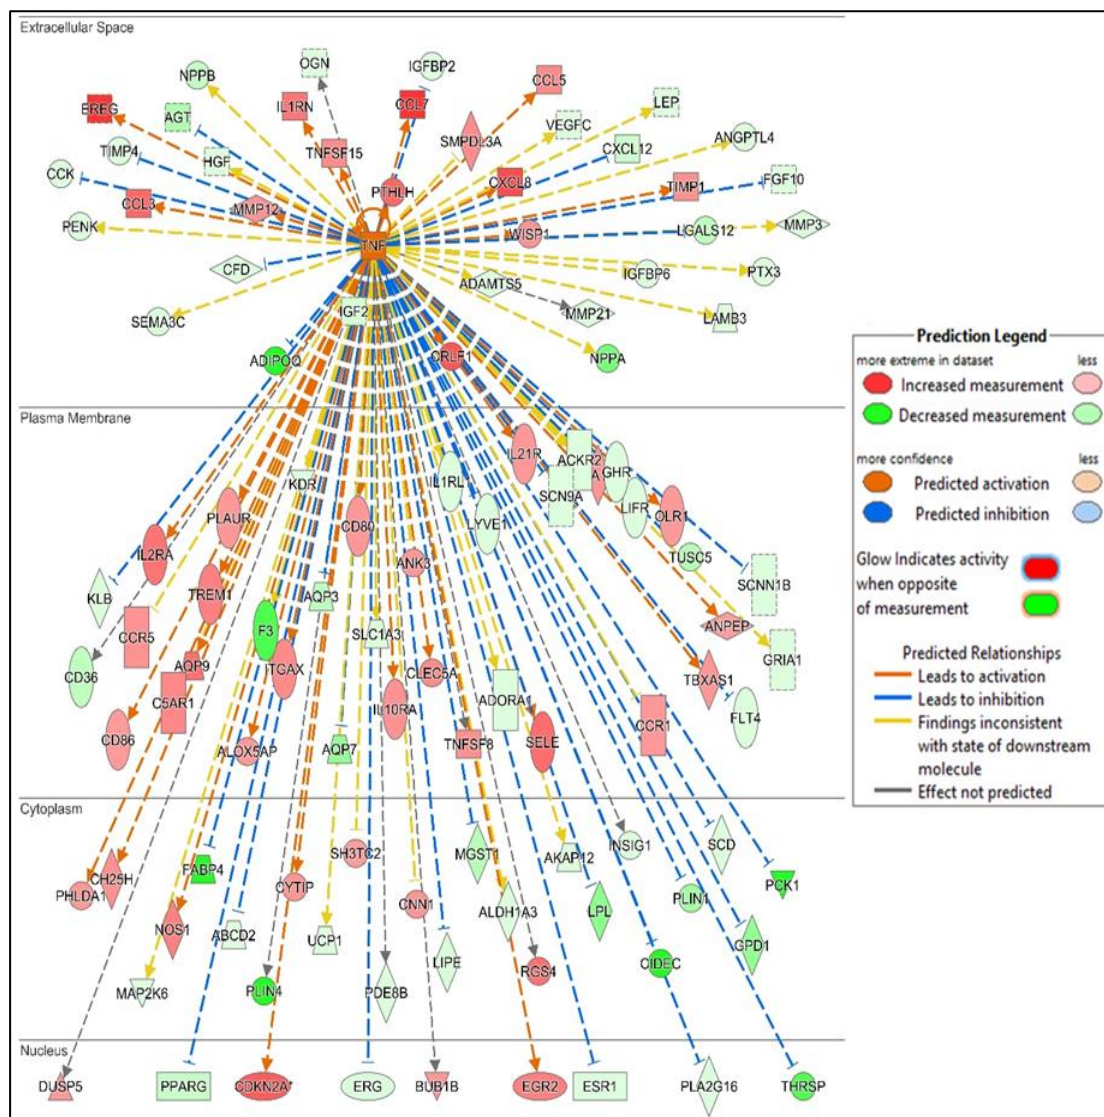 Extracellular Space
OGN
IGFBP2
NPPB
CCL5
EREG
IL1RN
CCL7
LEP
AGT
SMPDL3A
VEGFC
TIMP4
HGF
TNFSF15
CXCL12
ANGPTL4
CCK
PTHLH
CXCL8
TIMP1
FGF10
CCL3
MMP12
PENK
TNF
WISP1
LGALS12
MMP3
CFD
ADAMTS5
IGFBP6
PTX3
SEMA3C
IGF2
MMP21
LAMB3
ADIPOQ
CRLF1
NPPA
Plasma Membrane
KDR
IL1RL
IL21R
ACKR2
GHR
SCN9A
LIFR
OLR1
PLAUR
CD80
LYVE1
IL2RA
ANK3
TUSC5
SCNN1B
KLB
TREM1
AQP3
ANPEP
CCR5
F3
SLC1A3
GRIA1
CD36
AQP9
TGAX
CLEC5A
TBXAS1
C5AR1
IL10RA
ADORA1
FLT4
CD86
ALOX5AP
AQP7
TNFSF8
SELE
CCR1
Cytoplasm
SH3TC2
MGST1
AKAP12
INSIG1
SCD
PHLDA1
CH25H
FABP4
CYTIP
CNN1
ALDH1A3
LPL
PLIN1
PCK1
NOS1
ABCD2
UCP1
LIPE
GPD1
MAP2K6
PLIN4
PDE8B
RGS4
CIDEC
Nucleus
DUSP5
PPARG
CDKN2A*
ERG
BUB1B
EGR2
ESR1
PLA2G16
THRSP
Prediction Legend
more extreme in dataset less
Increased measurement
Decreased measurement
more confidence less
Predicted activation
Predicted inhibition
Glow Indicates activity
when opposite
of measurement
Predicted Relationships
Leads to activation
Leads to inhibition
Findings inconsistent
with state of downstream
molecule
Effect not predicted